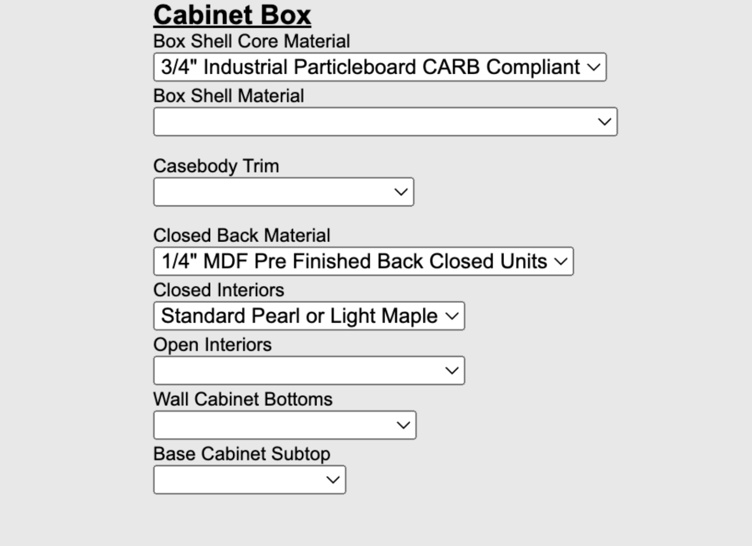 Cabinet Box
Box Shell Core Material
3/4" Industrial Particleboard CARB Compliant
Box Shell Material
Casebody Trim
Closed Back Material
1/4" MDF Pre Finished Back Closed Units
Closed Interiors
Standard Pearl or Light Maple
Open Interiors
Wall Cabinet Bottoms
Base Cabinet Subtop